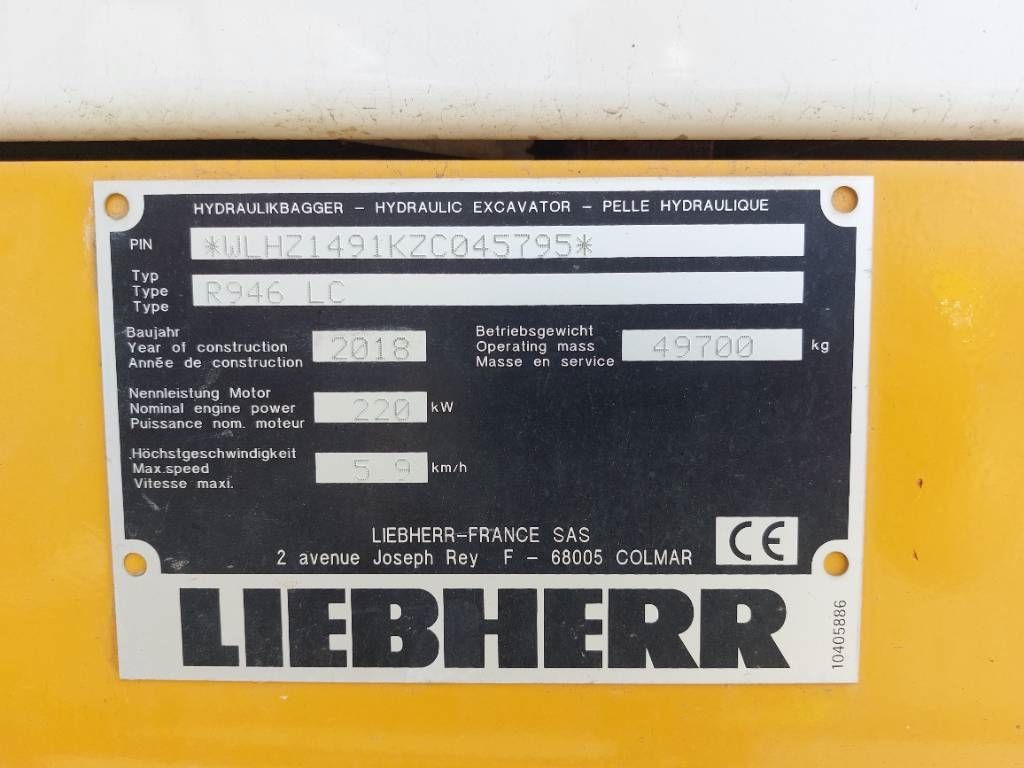 HYDRAULIKBAGGER - HYDRAULIC EXCAVATOR - PELLE HYDRAULIQUE
PIN *WLHZ1491KZC045795*
Typ
Type R946 LC
Type
Baujahr
Year of construction 2018
Année de construction
Betriebsgewicht
Operating mass 49700 kg
Masse en service
Nennleistung Motor
Nominal engine power 220 kW
Puissance nom. moteur
Höchstgeschwindigkeit
Max.speed 5 9 km/h
Vitesse maxi.
LIEBHERR-FRANCE SAS
2 avenue Joseph Rey F - 68005 COLMAR
CE
LIEBHERR
10405886